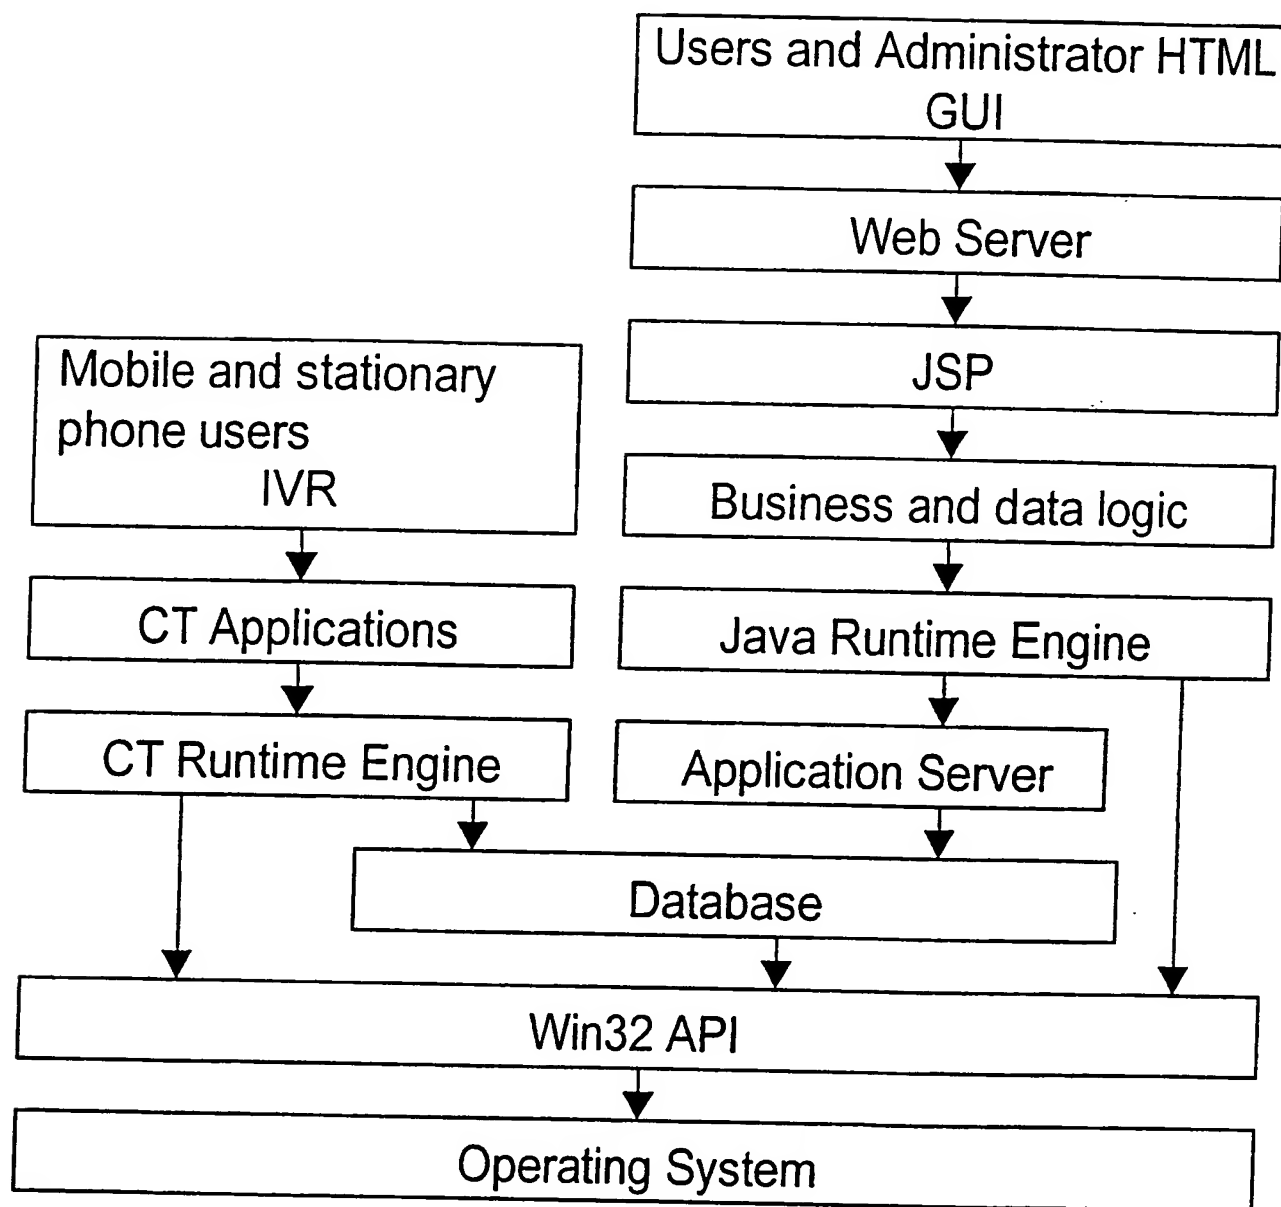 Users and Administrator HTML
GUI
Web Server
JSP
Mobile and stationary
phone users
IVR
Business and data logic
CT Applications
Java Runtime Engine
CT Runtime Engine
Application Server
Database
Win32 API
Operating System